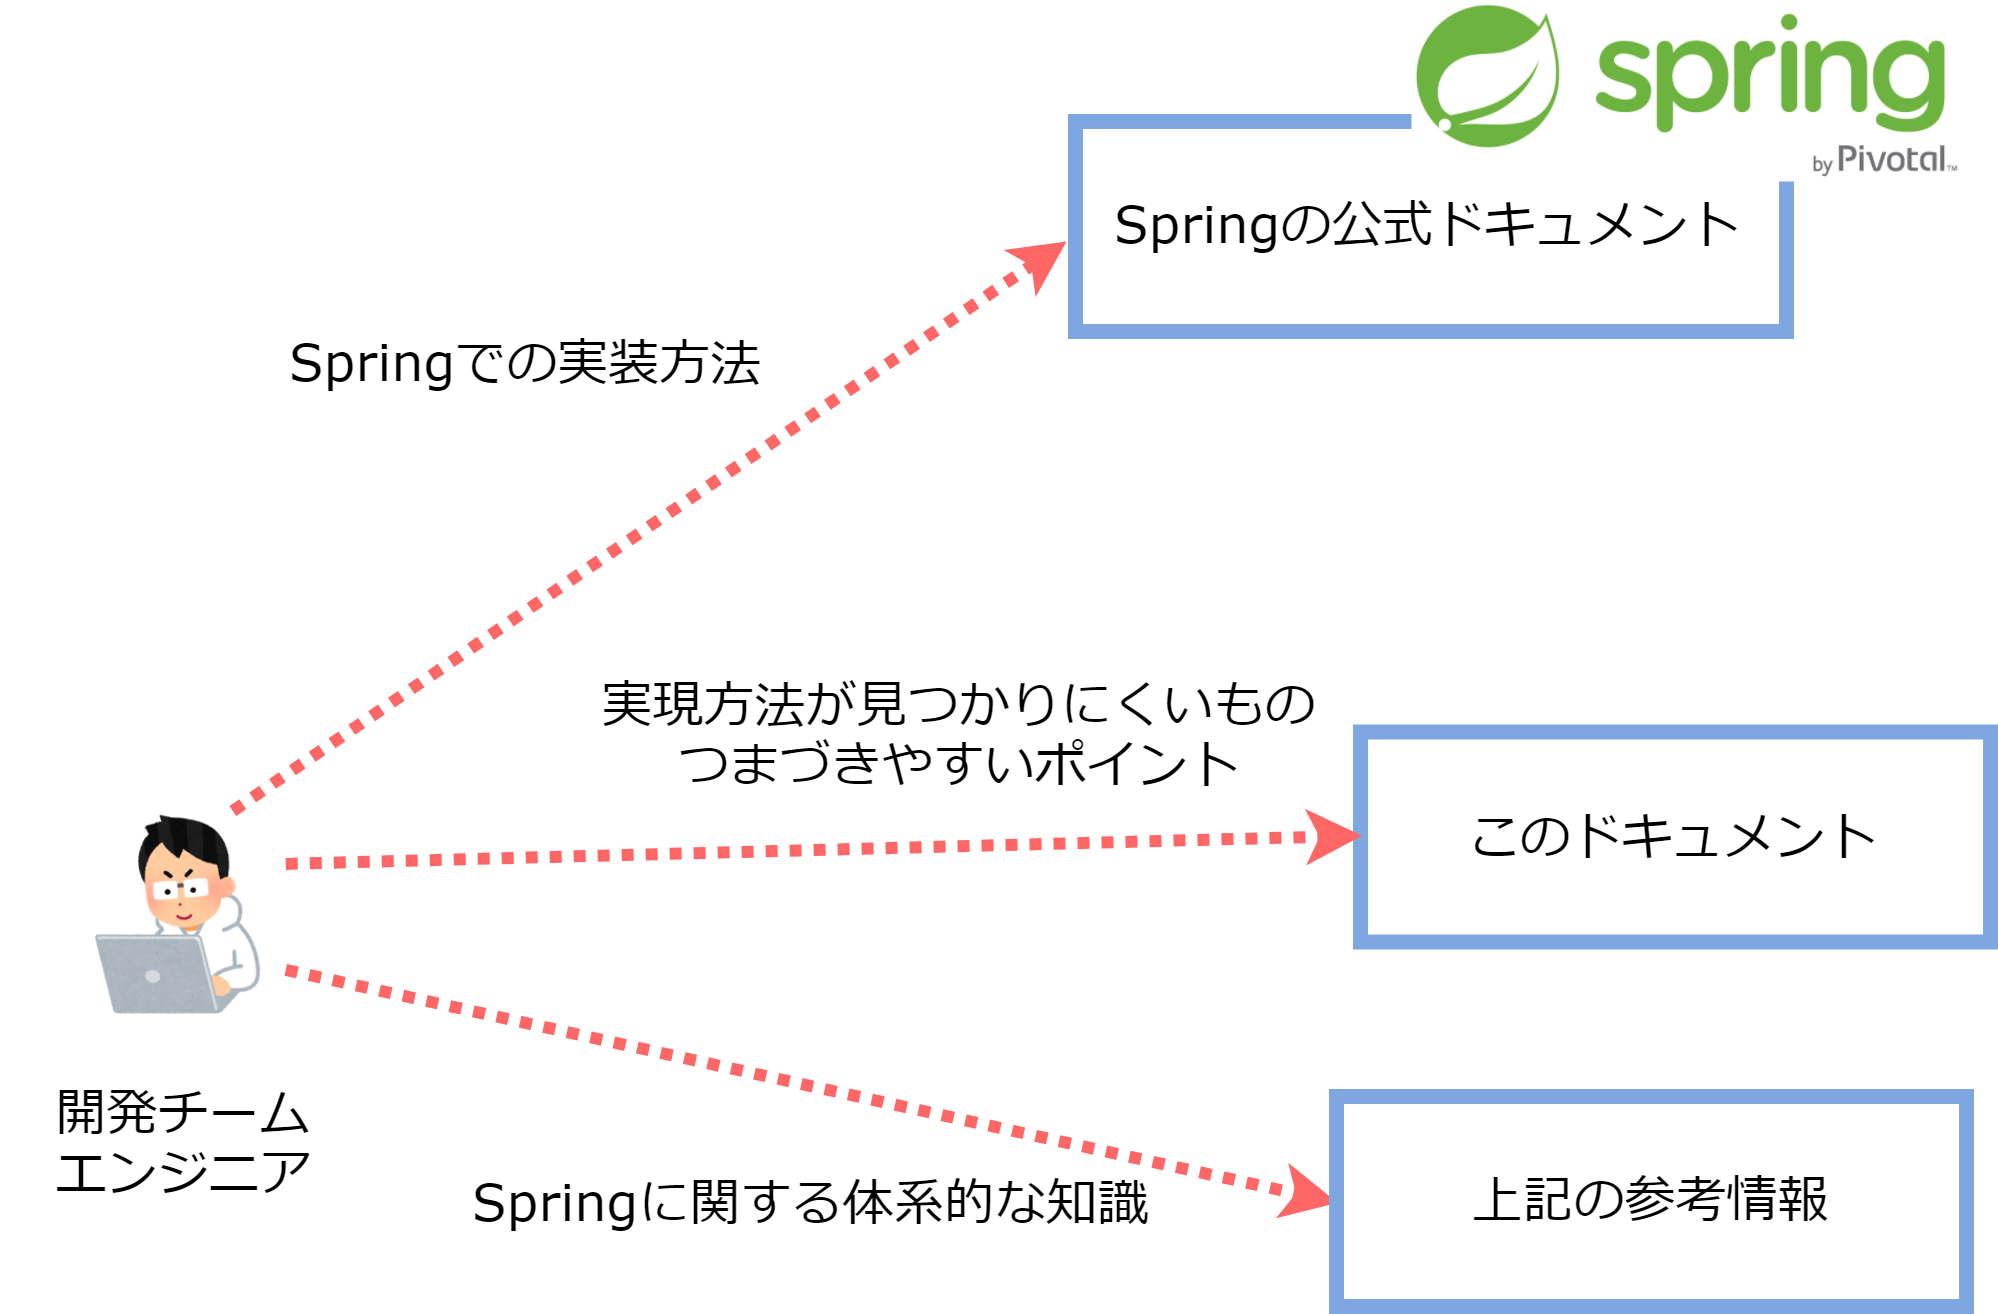 spring
by Pivotal™
Springの公式ドキュメント
Springでの実装方法
実現方法が見つかりにくいもの
つまづきやすいポイント
このドキュメント
開発チーム
エンジニア
Springに関する体系的な知識
上記の参考情報